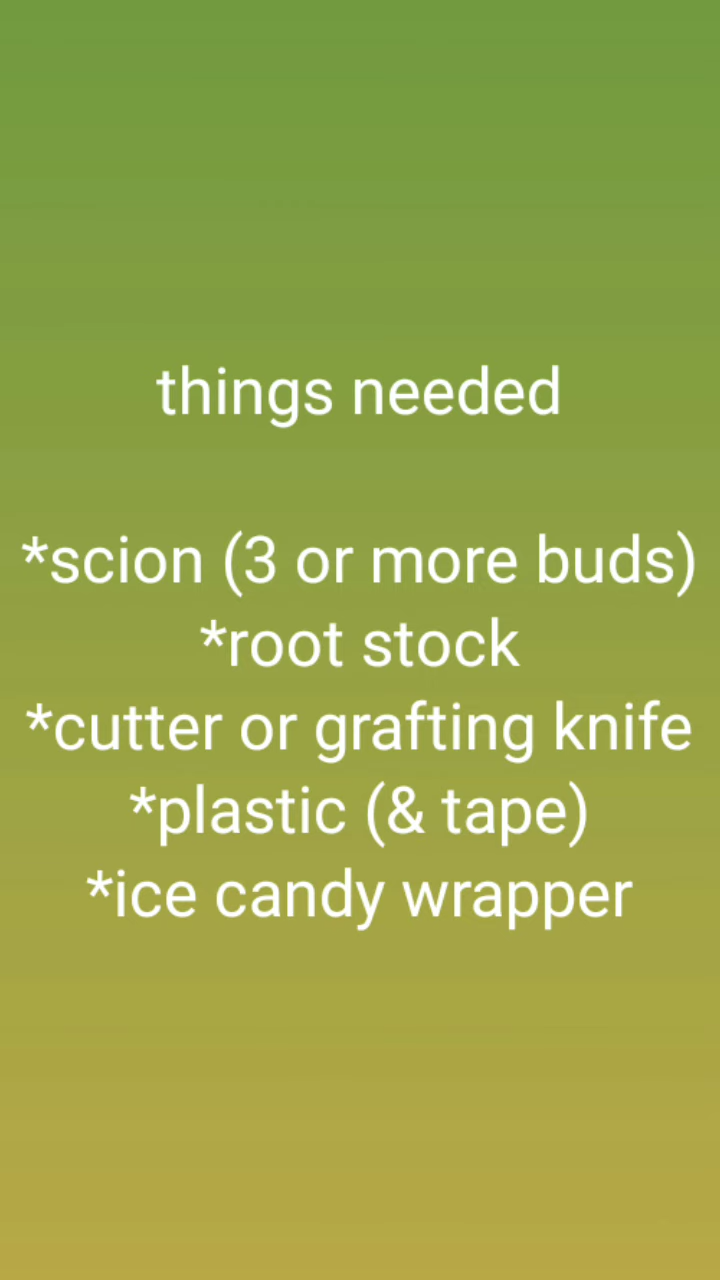 things needed
*scion (3 or more buds)
*root stock
*cutter or grafting knife
*plastic (& tape)
*ice candy wrapper